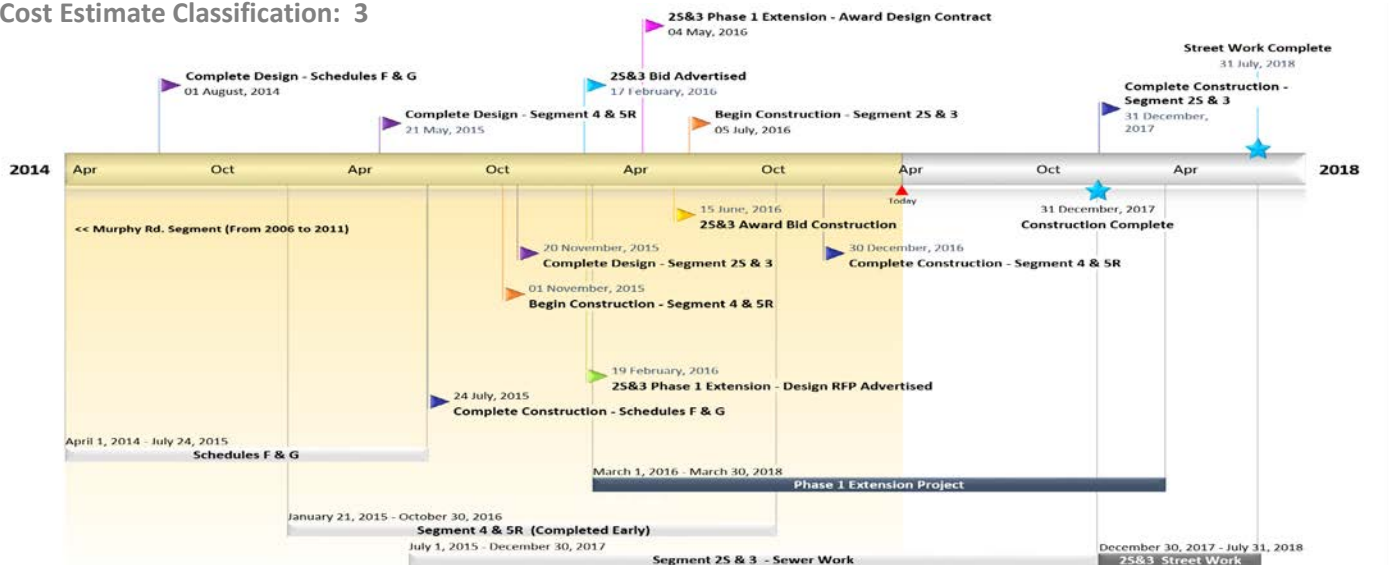 Cost Estimate Classification: 3
2S&3 Phase 1 Extension - Award Design Contract
04 May, 2016
Street Work Complete
31 July, 2018
Complete Design - Schedules F & G
01 August, 2014
2S&3 Bid Advertised
17 February, 2016
Complete Construction -
Segment 2S & 3
31 December,
2017
Complete Design - Segment 4 & 5R
21 May, 2015
Begin Construction - Segment 2S & 3
05 July, 2016
2014 Apr Oct Apr Oct Apr Oct Apr Oct Apr 2018
Today
15 June, 2016
2S&3 Award Bid Construction
31 December, 2017
Construction Complete
<< Murphy Rd. Segment (From 2006 to 2011)
20 November, 2015
Complete Design - Segment 2S & 3
30 December, 2016
Complete Construction - Segment 4 & 5R
01 November, 2015
Begin Construction - Segment 4 & 5R
19 February, 2016
2S&3 Phase 1 Extension - Design RFP Advertised
24 July, 2015
Complete Construction - Schedules F & G
April 1, 2014 - July 24, 2015
Schedules F & G
March 1, 2016 - March 30, 2018
Phase 1 Extension Project
January 21, 2015 - October 30, 2016
Segment 4 & 5R (Completed Early)
July 1, 2015 - December 30, 2017
Segment 2S & 3 - Sewer Work
December 30, 2017 - July 31, 2018
2S&3 Street Work